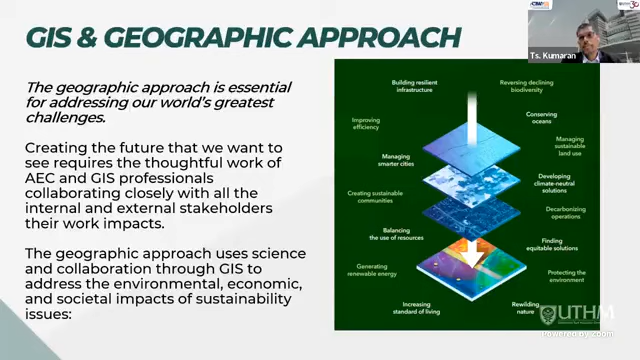 GIS & GEOGRAPHIC APPROACH
The geographic approach is essential
for addressing our world's greatest
challenges.
Creating the future that we want to
see requires the thoughtful work of
AEC and GIS professionals
collaborating closely with all the
internal and external stakeholders
their work impacts.
The geographic approach uses science
and collaboration through GIS to
address the environmental, economic,
and societal impacts of sustainability
issues:
Building resilient
infrastructure
Reversing declining
biodiversity
Improving
efficiency
Conserving
oceans
Managing
smarter cities
Managing
sustainable
land use
Creating sustainable
communities
Developing
climate-neutral
solutions
Decarbonizing
operations
Balancing
the use of resources
Finding
equitable solutions
Generating
renewable energy
Protecting the
environment
Increasing
standard of living
Rewilding
nature
Ts. Kumaran
UTHM
UTHM
Powered by Zoom